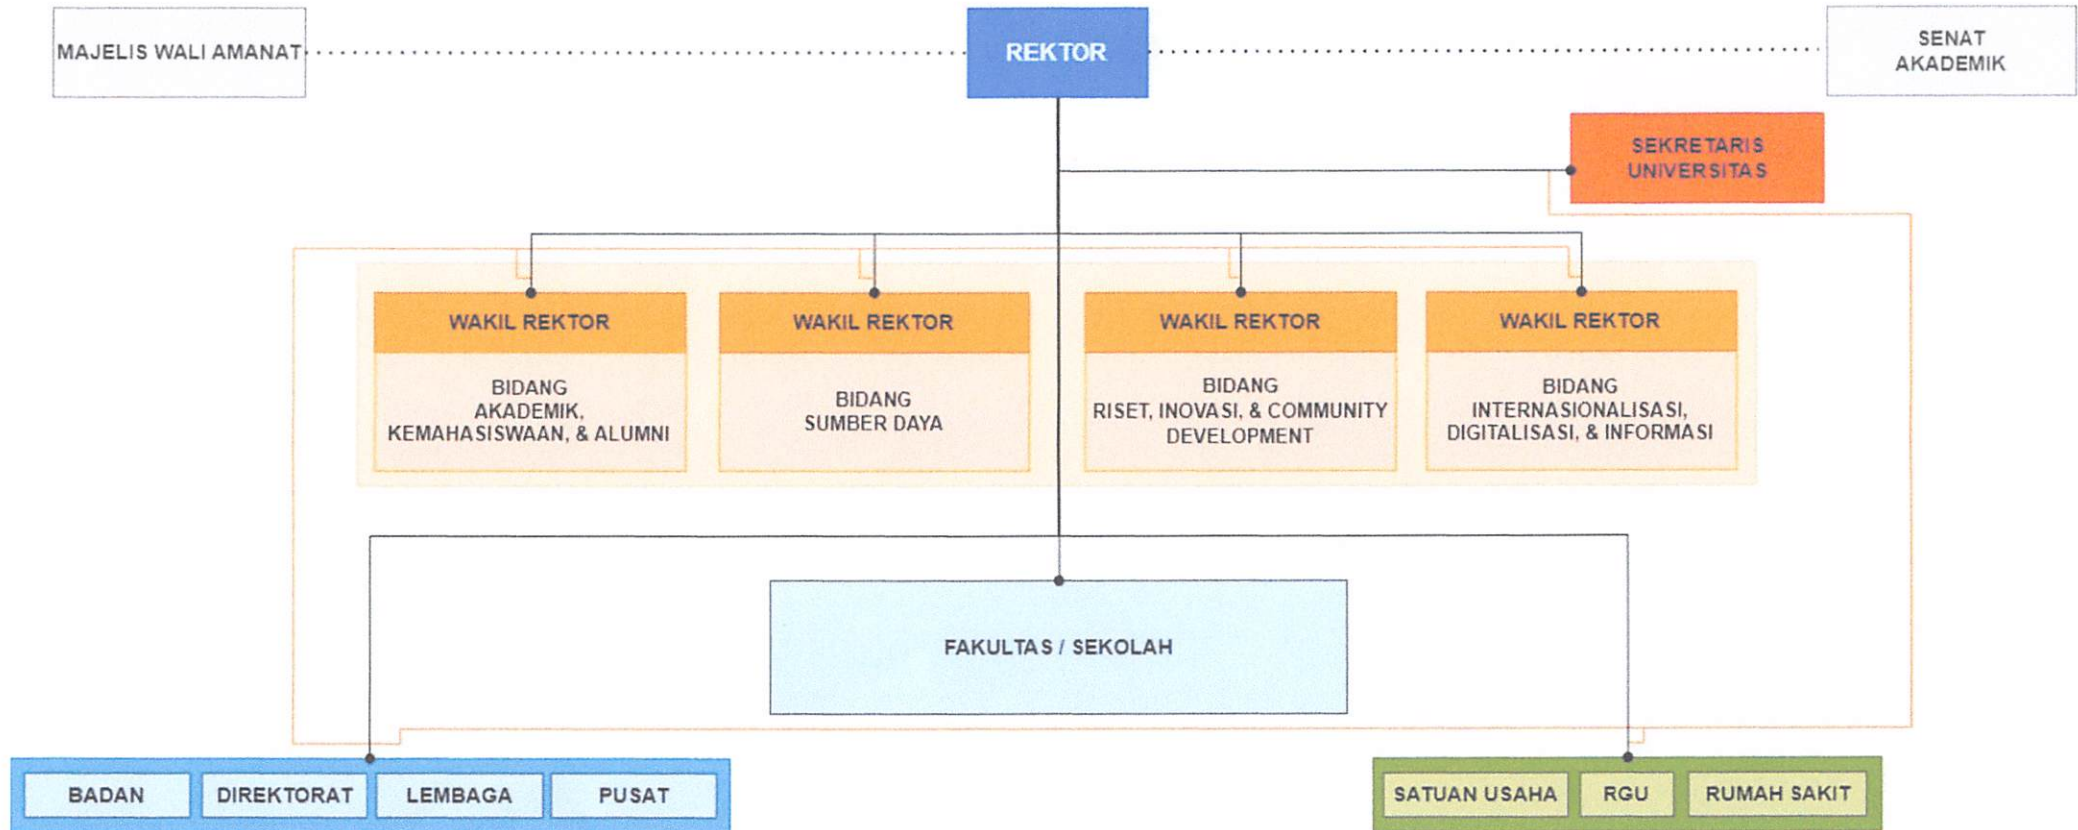 MAJELIS WALI AMANAT
REKTOR
SENAT
AKADEMIK
SEKRETARIS
UNIVERSITAS
WAKIL REKTOR
BIDANG
AKADEMIK,
KEMAHASISWAAN, & ALUMNI
WAKIL REKTOR
BIDANG
SUMBER DAYA
WAKIL REKTOR
BIDANG
RISET, INOVASI, & COMMUNITY
DEVELOPMENT
WAKIL REKTOR
BIDANG
INTERNASIONALISASI,
DIGITALISASI, & INFORMASI
FAKULTAS / SEKOLAH
BADAN
DIREKTORAT
LEMBAGA
PUSAT
SATUAN USAHA
RGU
RUMAH SAKIT